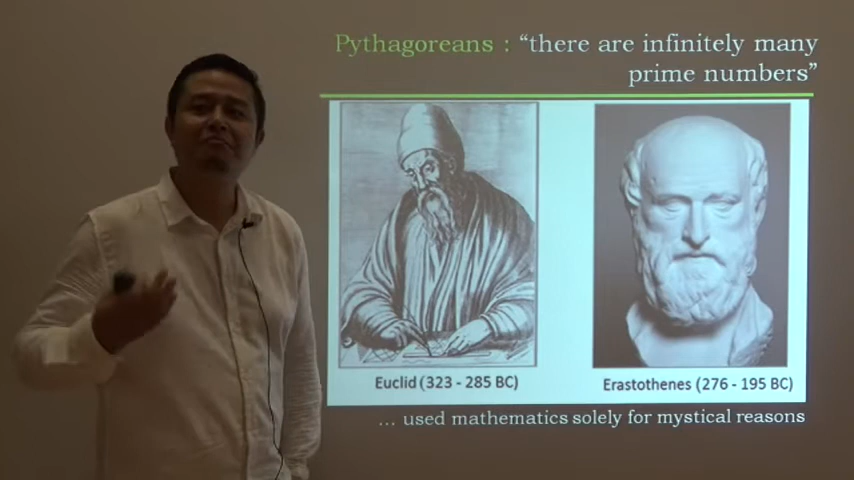 Pythagoreans : “there are infinitely many
prime numbers”
Euclid (323 - 285 BC)
Erastothenes (276 - 195 BC)
... used mathematics solely for mystical reasons